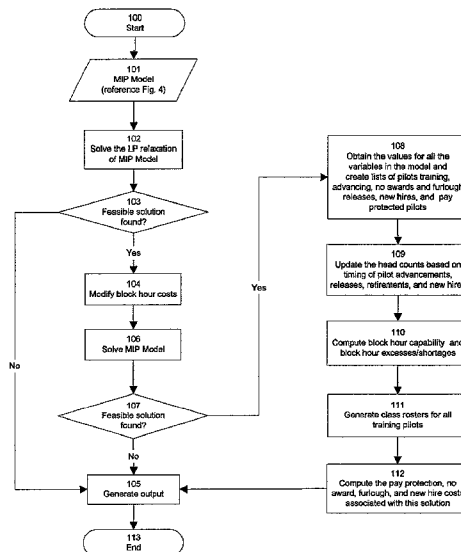 100
Start
101
MIP Model
(reference Fig. 4)
102
Solve the LP relaxation
of MIP Model
103
Feasible solution
found?
Yes
104
Modify block hour costs
106
Solve MIP Model
107
Feasible solution
found?
No
105
Generate output
113
End
No
Yes
108
Obtain the values for all the
variables in the model and
create lists of pilots training,
advancing, no awards and furlough,
releases, new hires, and pay
protected pilots
109
Update the head counts based on
timing of pilot advancements,
releases, retirements, and new hires
110
Compute block hour capability and
block hour excesses/shortages
111
Generate class rosters for all
training pilots
112
Compute the pay protection, no
award, furlough, and new hire costs
associated with this solution